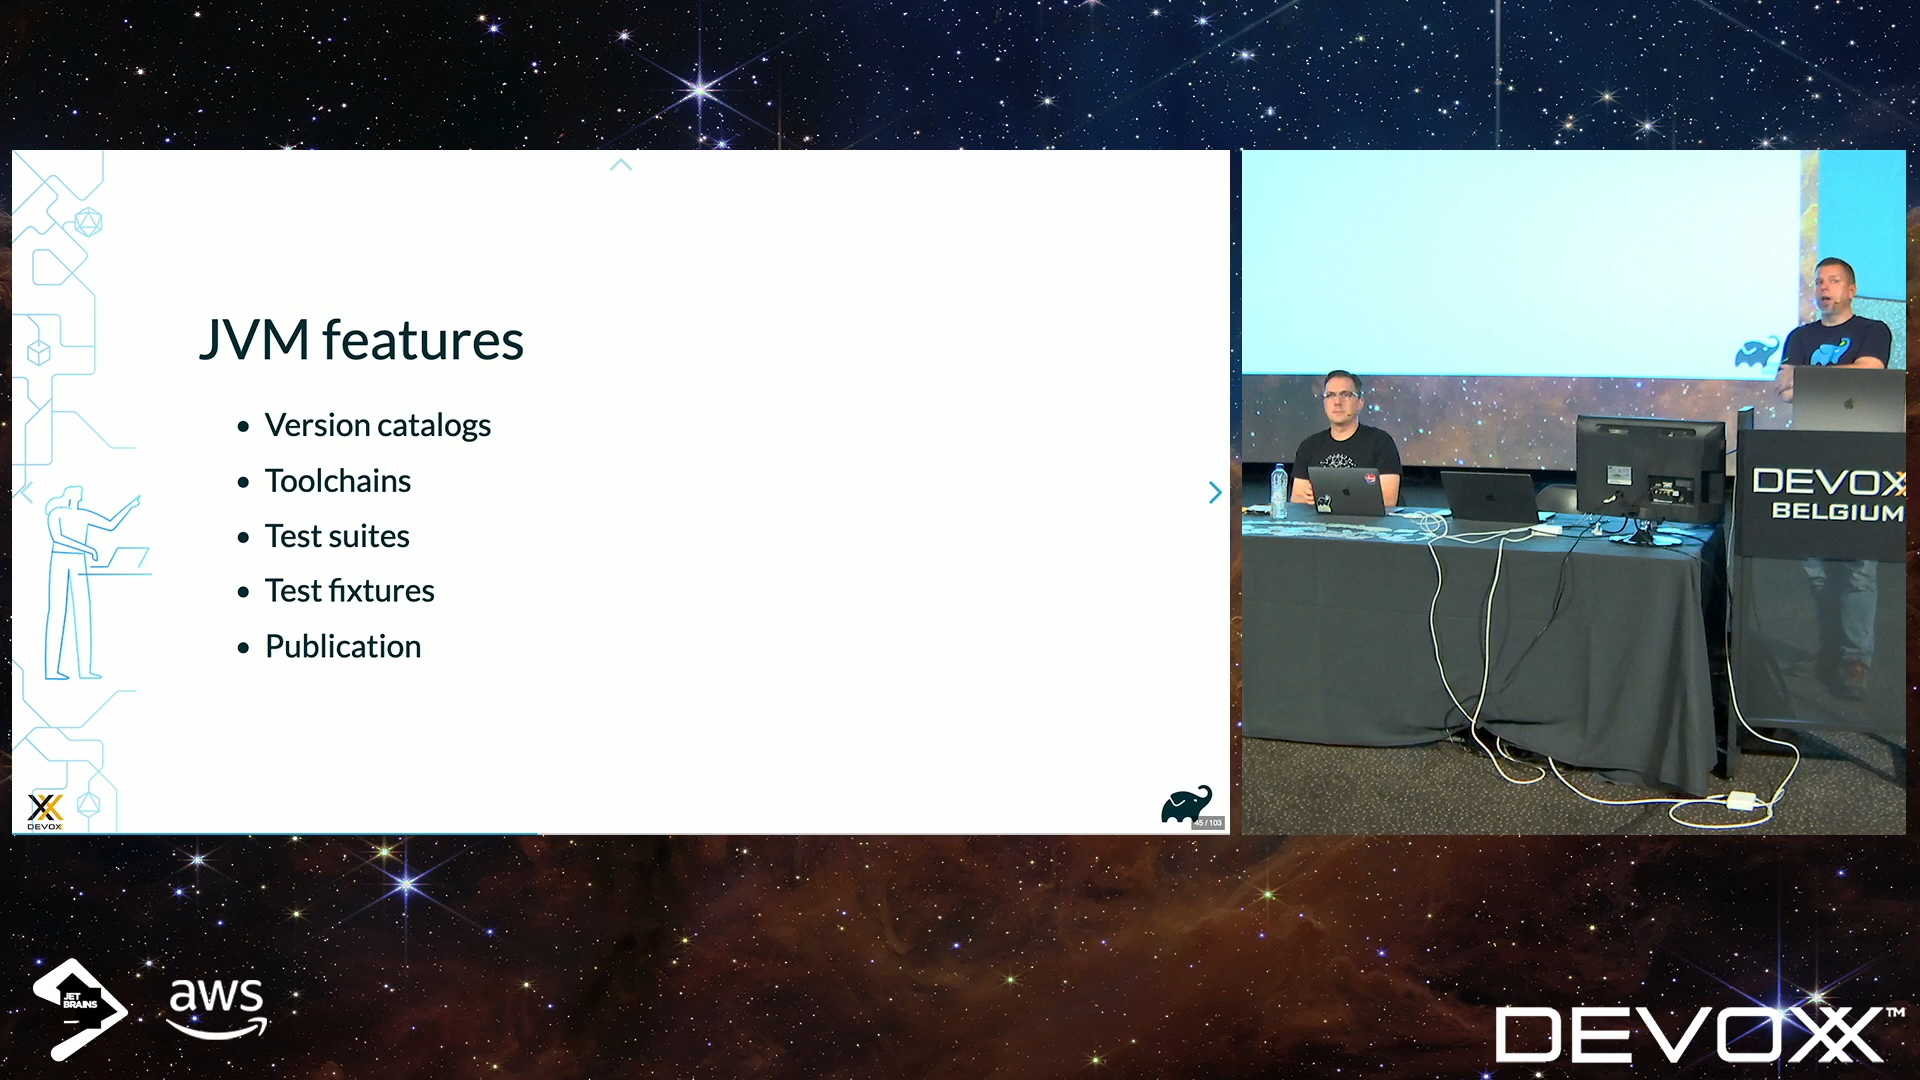 JVM features
• Version catalogs
• Toolchains
• Test suites
• Test fixtures
• Publication
DEVOXX
45 / 103
DEVOXX
BELGIUM
JET
BRAINS
aws
DEVOXX™